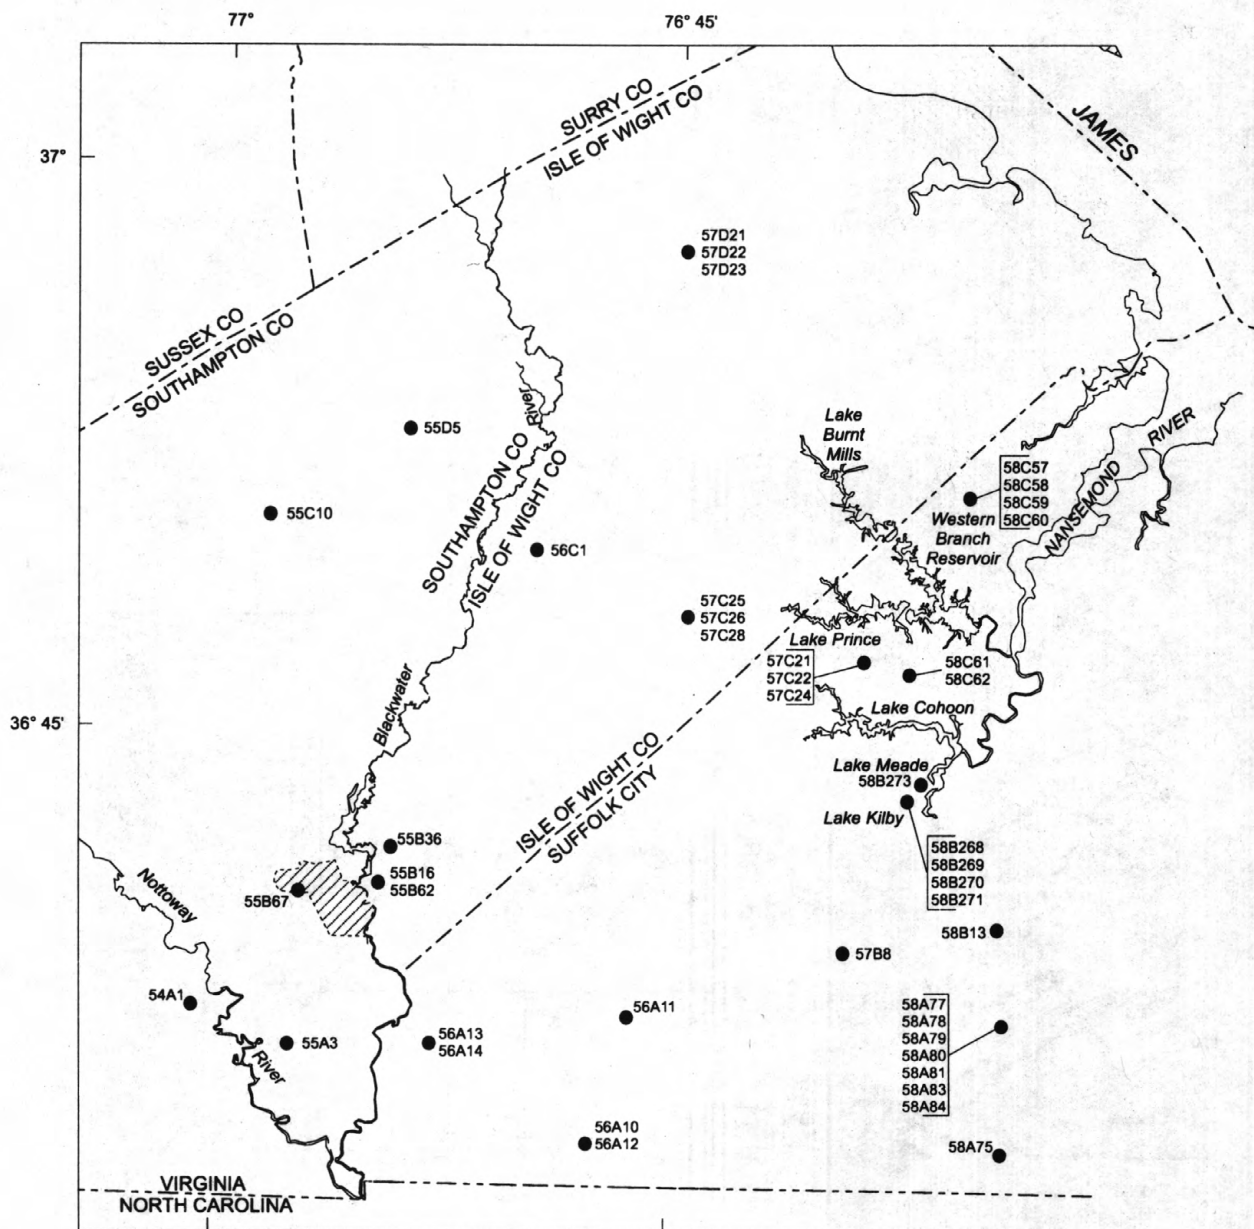 77°
76° 45'
SURRY CO
ISLE OF WIGHT CO
JAMES
37°
57D21
57D22
57D23
SUSSEX CO
SOUTHAMPTON CO
River
55D5
Lake
Burnt
Mills
RIVER
NANSEMOND
58C57
58C58
58C59
58C60
SOUTHAMPTON CO
ISLE OF WIGHT CO
55C10
Western
Branch
Reservoir
56C1
57C25
57C26
57C28
Lake Prince
57C21
57C22
57C24
58C61
58C62
Lake Cohoon
36° 45'
Blackwater
ISLE OF WIGHT CO
SUFFOLK CITY
Lake Meade
58B273
Lake Kilby
55B36
58B268
58B269
58B270
58B271
55B16
55B62
55B67
Nottoway
58B13
57B8
54A1
56A11
58A77
58A78
58A79
58A80
58A81
58A83
58A84
55A3
56A13
56A14
River
56A10
56A12
58A75
VIRGINIA
NORTH CAROLINA